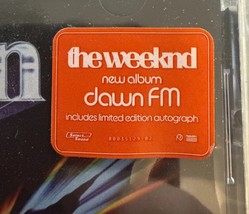 the weeknd
new album
dawn FM
includes limited edition autograph